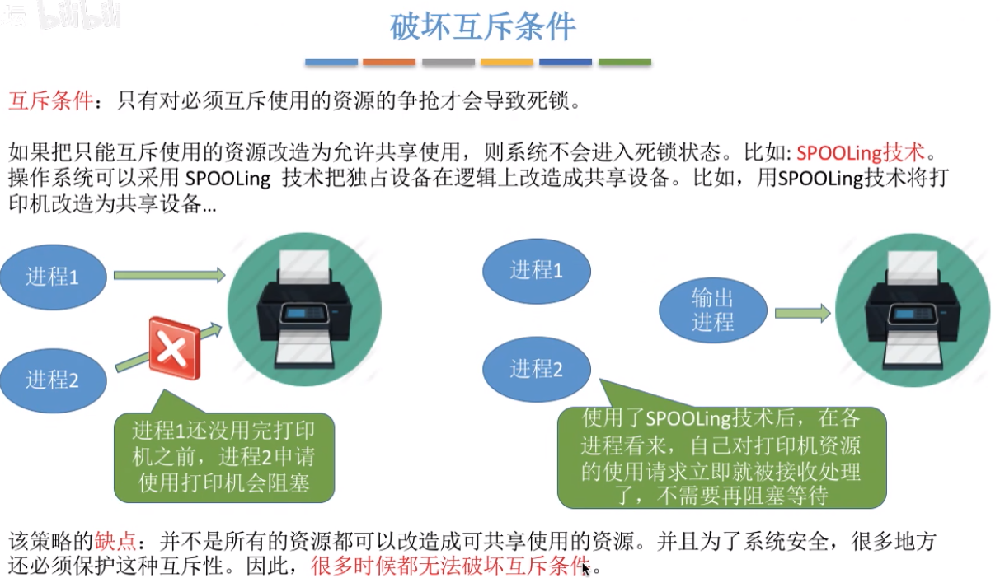 bilibili
破坏互斥条件
互斥条件：只有对必须互斥使用的资源的争抢才会导致死锁。
如果把只能互斥使用的资源改造为允许共享使用，则系统不会进入死锁状态。比如: SPOOLing技术。
操作系统可以采用 SPOOLing 技术把独占设备在逻辑上改造成共享设备。比如，用SPOOLing技术将打
印机改造为共享设备...
进程1
进程2
进程1还没用完打印
机之前，进程2申请
使用打印机会阻塞
进程1
进程2
输出
进程
使用了SPOOLing技术后，在各
进程看来，自己对打印机资源
的使用请求立即就被接收处理
了，不需要再阻塞等待
该策略的缺点：并不是所有的资源都可以改造成可共享使用的资源。并且为了系统安全，很多地方
还必须保护这种互斥性。因此，很多时候都无法破坏互斥条件。